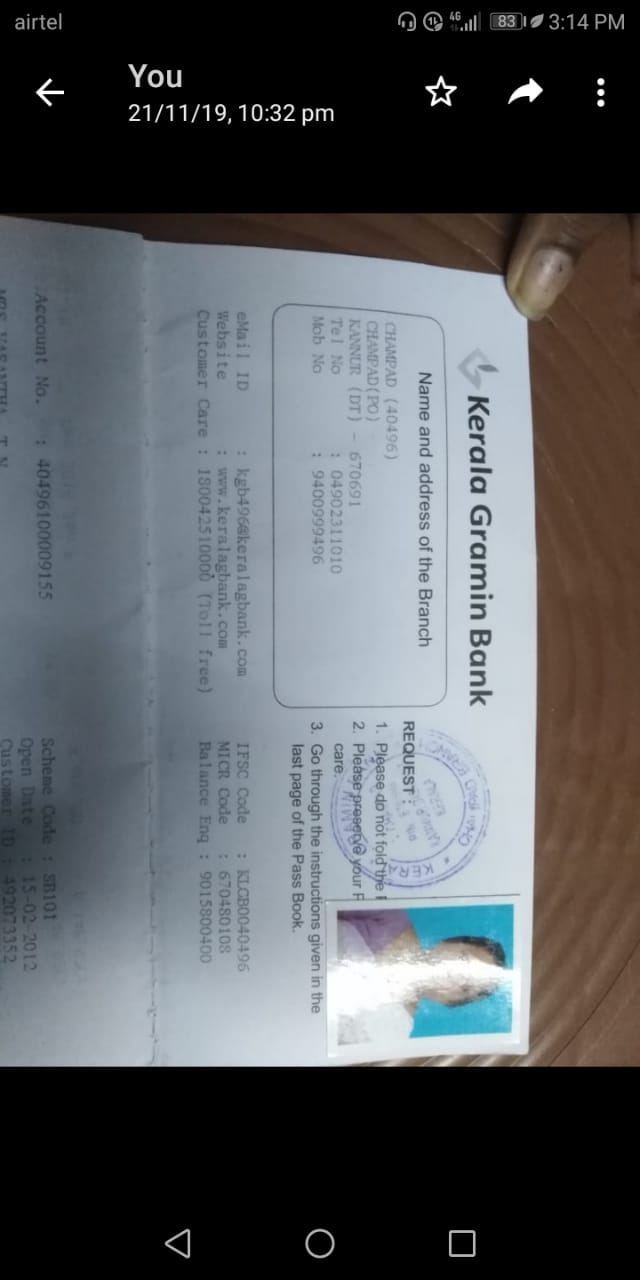 airtel
4G
83
3:14 PM
You
21/11/19, 10:32 pm
Kerala Gramin Bank
Name and address of the Branch
CHAMPAD (40496)
CHAMPAD(PO)
KANNUR (DT) - 670691
Tel No : 04902311010
Mob No : 9400999496
REQUEST :
1. Please do not fold the
2. Please preserve your
care.
3. Go through the instructions given in the
last page of the Pass Book.
eMail ID : kgb496@keralagbank.com
Website : www.keralagbank.com
Customer Care : 180042510000 (Toll free)
IFSC Code : KLGB0040496
MICR Code : 670480108
Balance Enq : 9015800400
Account No. : 40496100009155
Scheme Code : SB101
Open Date : 15-02-2012
Customer ID : 492073352